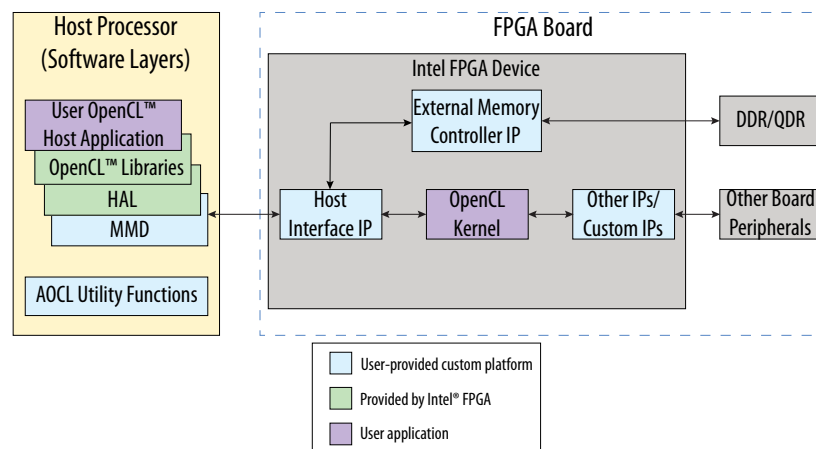 Host Processor
(Software Layers)
User OpenCL™
Host Application
OpenCL™ Libraries
HAL
MMD
AOCL Utility Functions
FPGA Board
Intel FPGA Device
External Memory
Controller IP
DDR/QDR
Host
Interface IP
OpenCL
Kernel
Other IPs/
Custom IPs
Other Board
Peripherals
User-provided custom platform
Provided by Intel® FPGA
User application